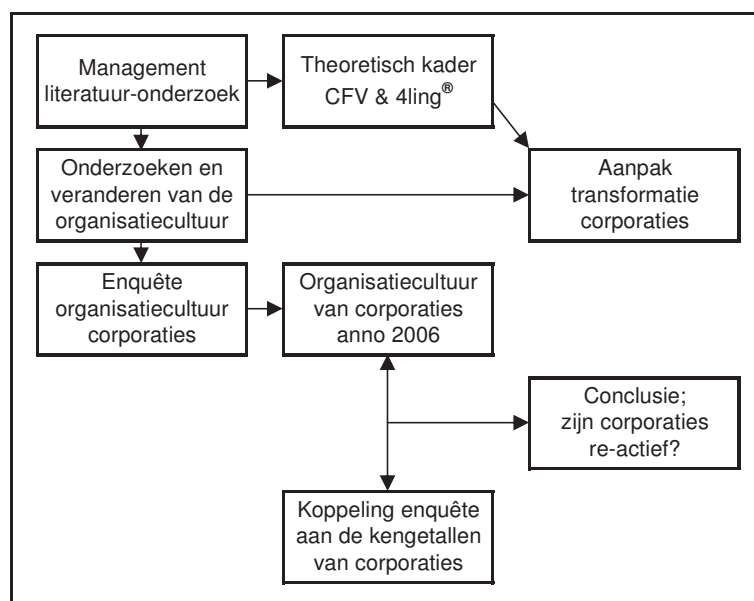 Management
literatuur-onderzoek
Theoretisch kader
CFV & 4ling®
Onderzoeken en
veranderen van de
organisatiecultuur
Aanpak
transformatie
corporaties
Enquête
organisatiecultuur
corporaties
Organisatiecultuur
van corporaties
anno 2006
Conclusie;
zijn corporaties
re-actief?
Koppeling enquête
aan de kengetallen
van corporaties